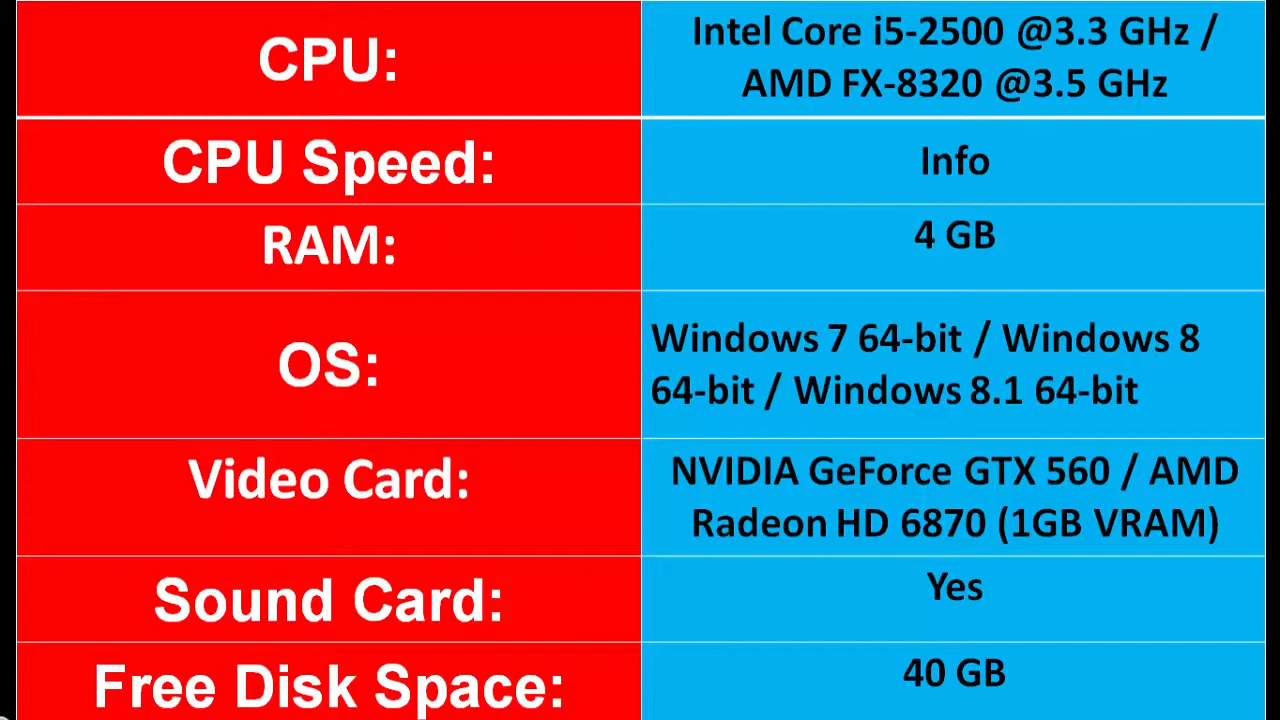 CPU:
Intel Core i5-2500 @3.3 GHz /
AMD FX-8320 @3.5 GHz
CPU Speed:
Info
RAM:
4 GB
OS:
Windows 7 64-bit / Windows 8
64-bit / Windows 8.1 64-bit
Video Card:
NVIDIA GeForce GTX 560 / AMD
Radeon HD 6870 (1GB VRAM)
Sound Card:
Yes
Free Disk Space:
40 GB